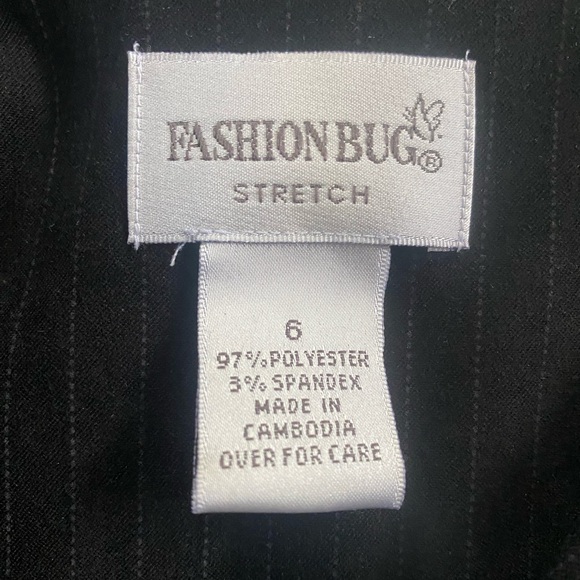 FASHION BUG®
STRETCH
6
97% POLYESTER
3% SPANDEX
MADE IN
CAMBODIA
OVER FOR CARE